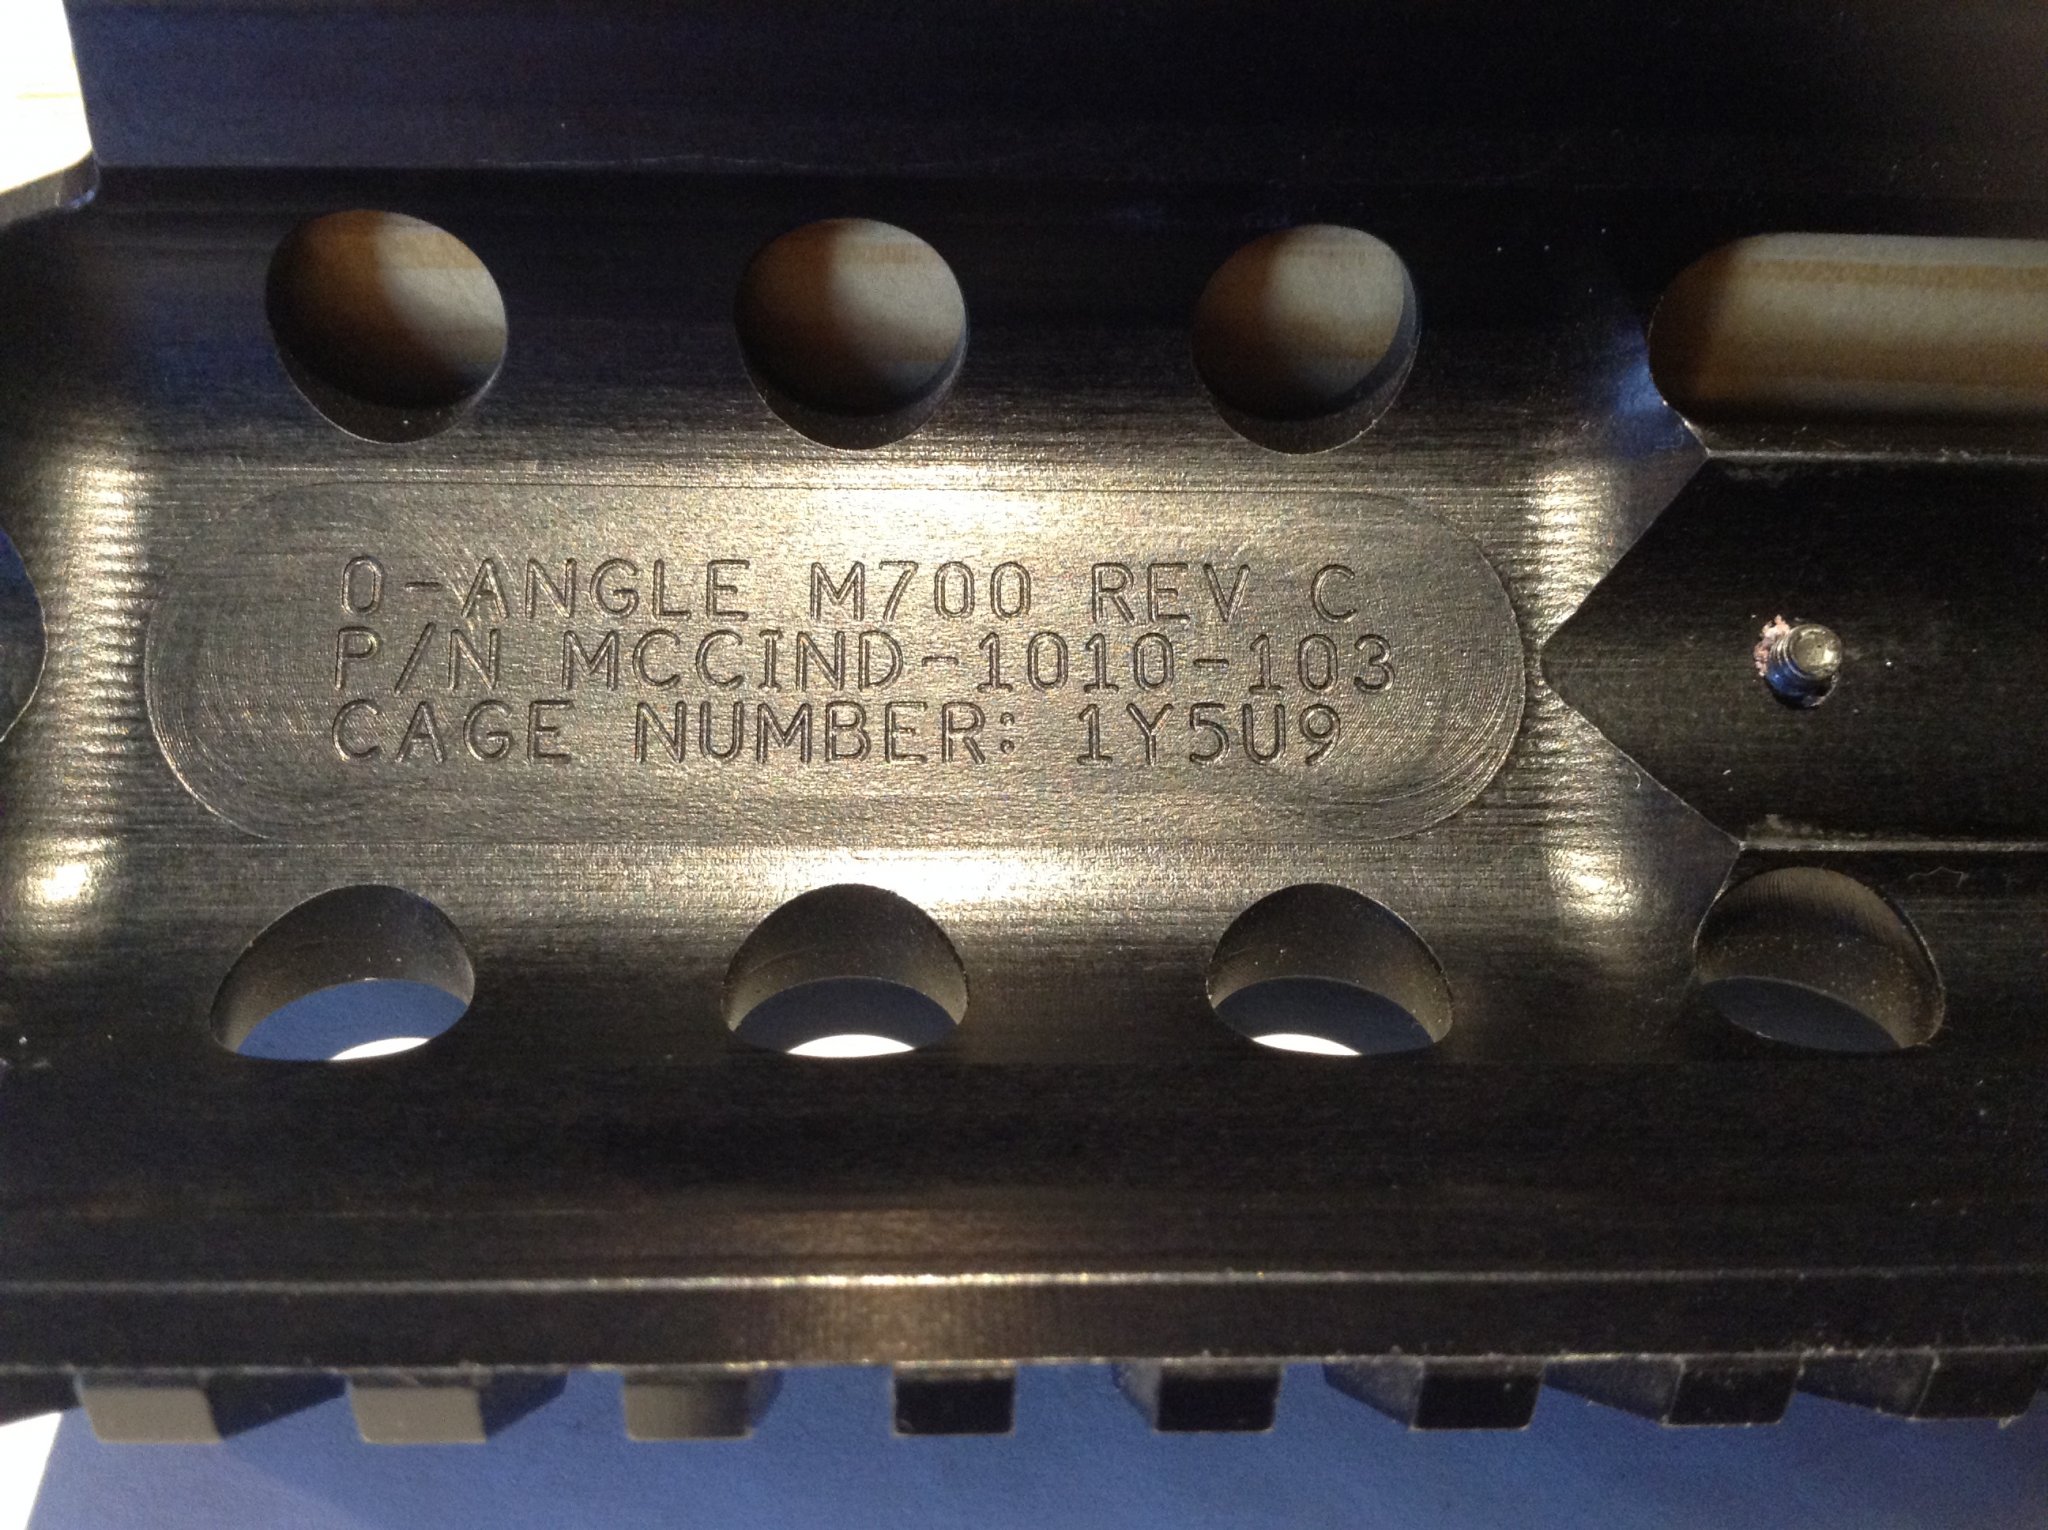 0-ANGLE M700 REV C
P/N MCCIND-1010-103
CAGE NUMBER: 1Y5U9